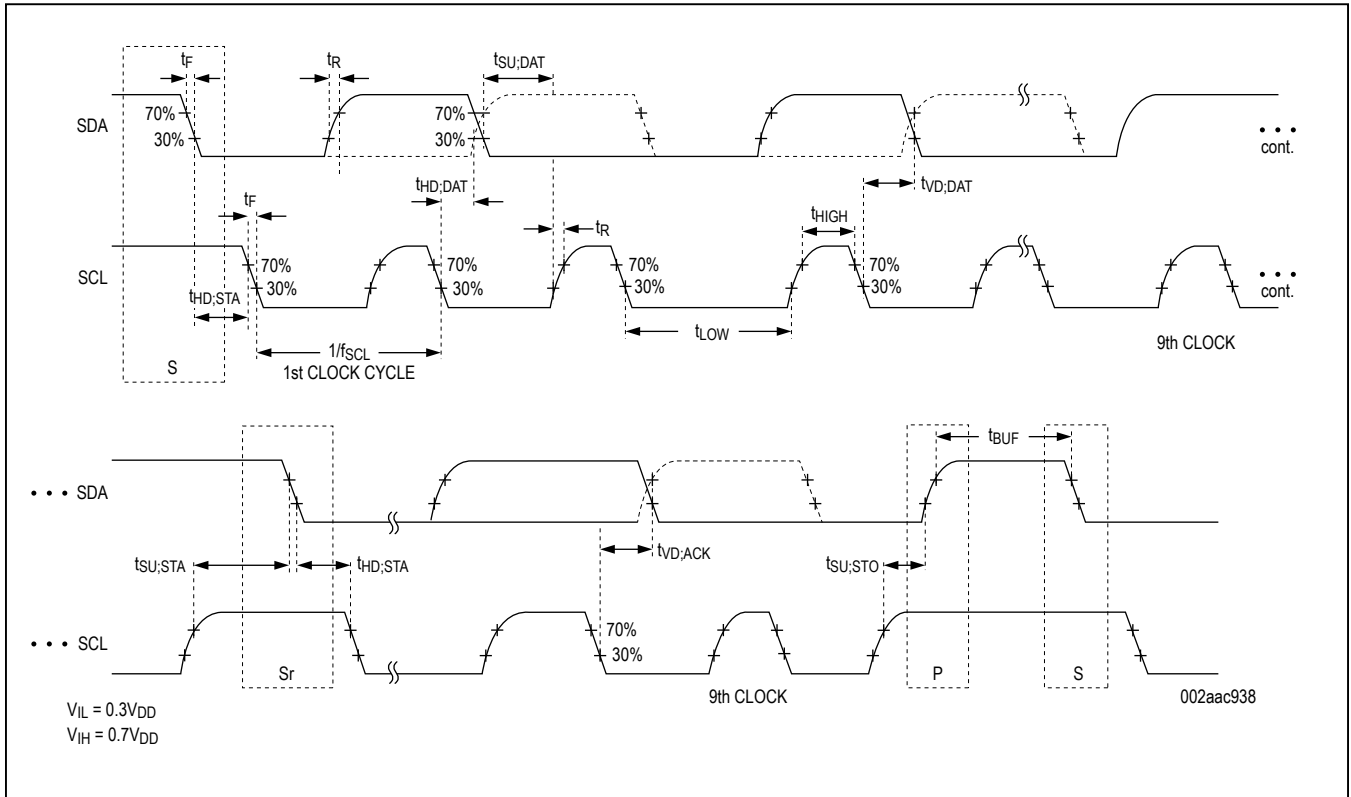 tF
tR
tSU;DAT
70%
30%
70%
30%
SDA
cont.
tHD;DAT
tVD;DAT
tF
tR
tHIGH
70%
30%
70%
30%
70%
30%
70%
30%
SCL
cont.
tHD;STA
tLOW
1/fSCL
1st CLOCK CYCLE
9th CLOCK
S
tBUF
SDA
tSU;STA
tHD;STA
tVD;ACK
tSU;STO
70%
30%
SCL
Sr
9th CLOCK
P
S
002aac938
VIL = 0.3VDD
VIH = 0.7VDD